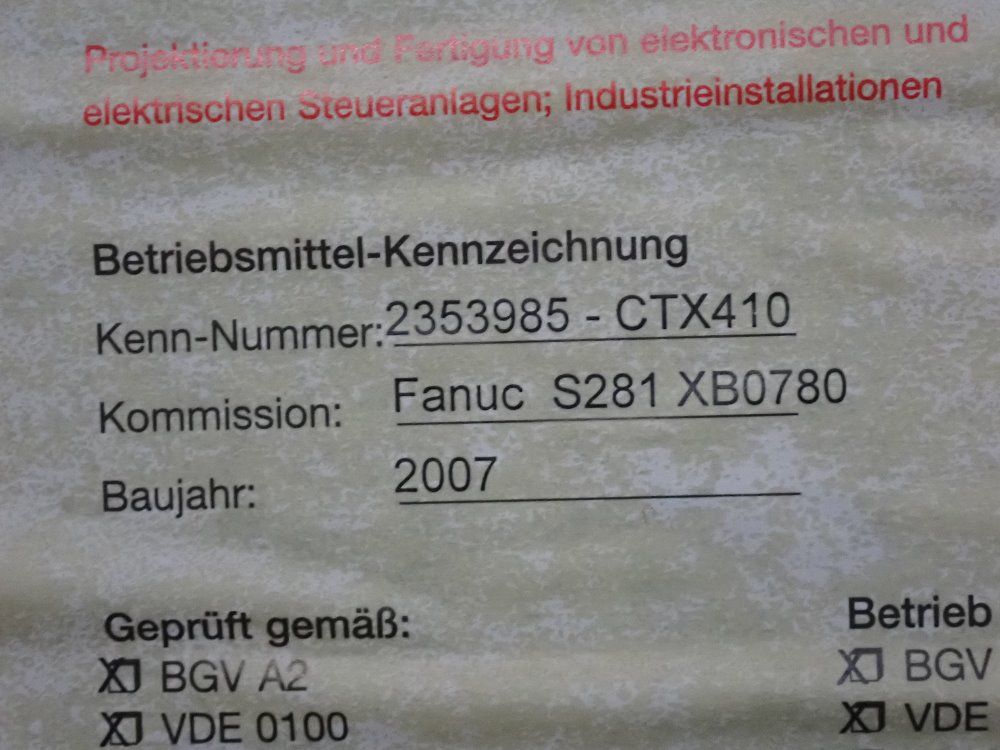 Projektierung und Fertigung von elektronischen und
elektrischen Steueranlagen; Industrieinstallationen
Betriebsmittel-Kennzeichnung
Kenn-Nummer: 2353985 - CTX410
Kommission: Fanuc S281 XB0780
Baujahr: 2007
Geprüft gemäß: Betrieb
X BGV A2 X BGV
X VDE 0100 X VDE